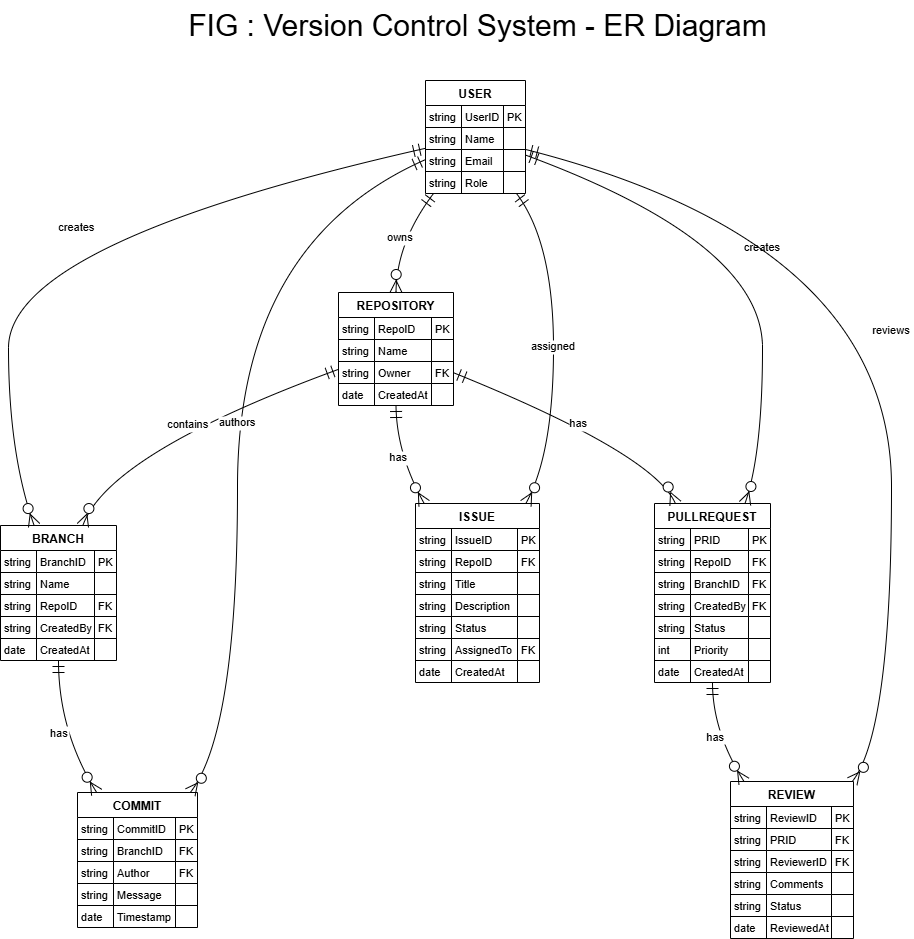 FIG : Version Control System - ER Diagram
USER
string UserID PK
string Name
string Email
string Role
creates
owns
creates
assigned
reviews
REPOSITORY
string RepoID PK
string Name
string Owner FK
date CreatedAt
contains
authors
has
has
BRANCH
string BranchID PK
string Name
string RepoID FK
string CreatedBy FK
date CreatedAt
ISSUE
string IssueID PK
string RepoID FK
string Title
string Description
string Status
string AssignedTo FK
date CreatedAt
PULLREQUEST
string PRID PK
string RepoID FK
string BranchID FK
string CreatedBy FK
string Status
int Priority
date CreatedAt
has
has
COMMIT
string CommitID PK
string BranchID FK
string Author FK
string Message
date Timestamp
REVIEW
string ReviewID PK
string PRID FK
string ReviewerID FK
string Comments
string Status
date ReviewedAt